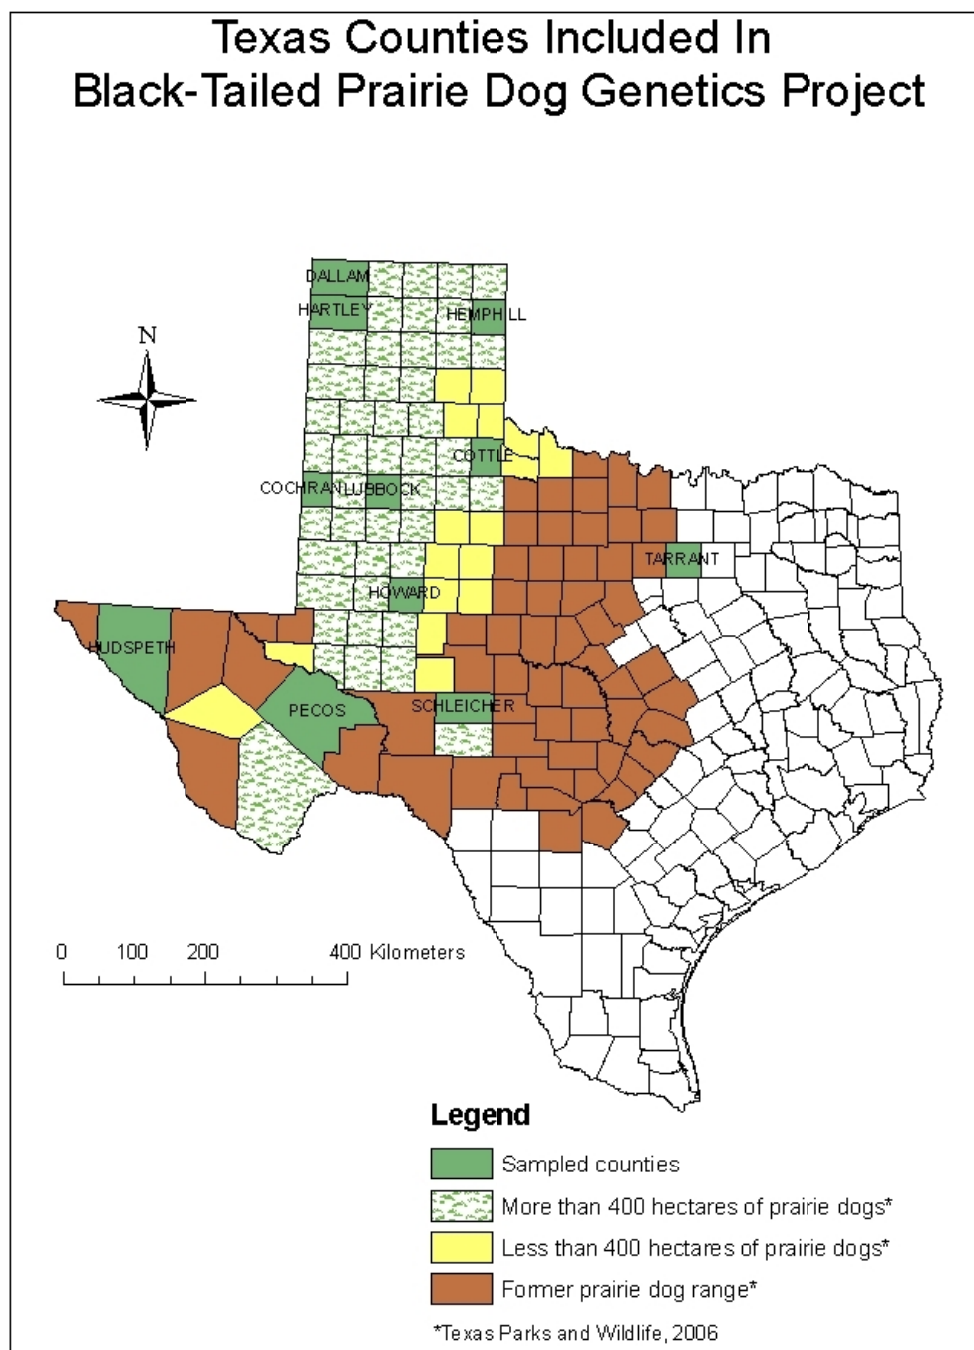 Texas Counties Included In
Black-Tailed Prairie Dog Genetics Project
DALLAM
HARTLEY
HEMPHILL
N
COTTLE
COCHRAN
LUBBOCK
TARRANT
HOWARD
HUDSPETH
PECOS
SCHLEICHER
0 100 200 400 Kilometers
Legend
Sampled counties
More than 400 hectares of prairie dogs*
Less than 400 hectares of prairie dogs*
Former prairie dog range*
*Texas Parks and Wildlife, 2006